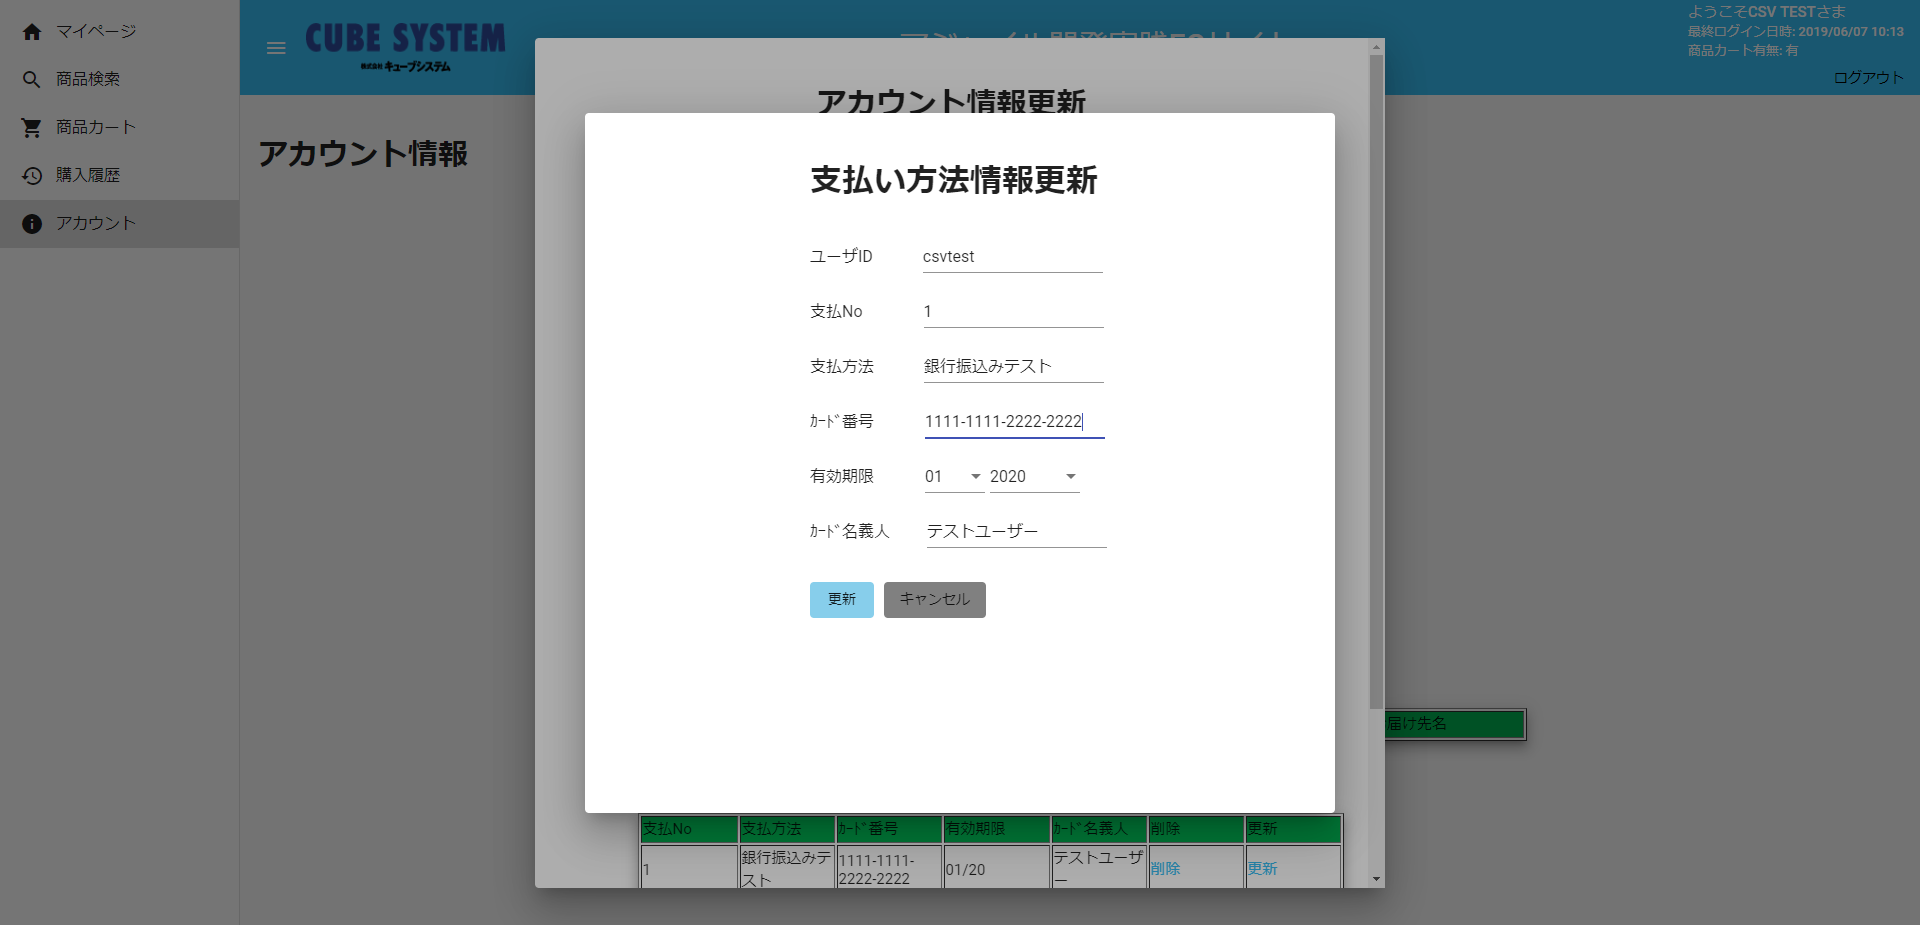 マイページ
商品検索
商品カート
購入履歴
アカウント
CUBE SYSTEM
株式会社 キューブシステム
ようこそCSV TESTさま
最終ログイン日時: 2019/06/07 10:13
商品カート有無: 有
ログアウト
アカウント情報
アカウント情報更新
支払い方法情報更新
ユーザID csvtest
支払No 1
支払方法 銀行振込みテスト
ｶｰﾄﾞ番号 1111-1111-2222-2222
有効期限 01 2020
ｶｰﾄﾞ名義人 テストユーザー
更新 キャンセル
届け先名
支払No 支払方法 ｶｰﾄﾞ番号 有効期限 ｶｰﾄﾞ名義人 削除 更新
1 銀行振込みテスト 1111-1111-2222-2222 01/20 テストユーザー 削除 更新